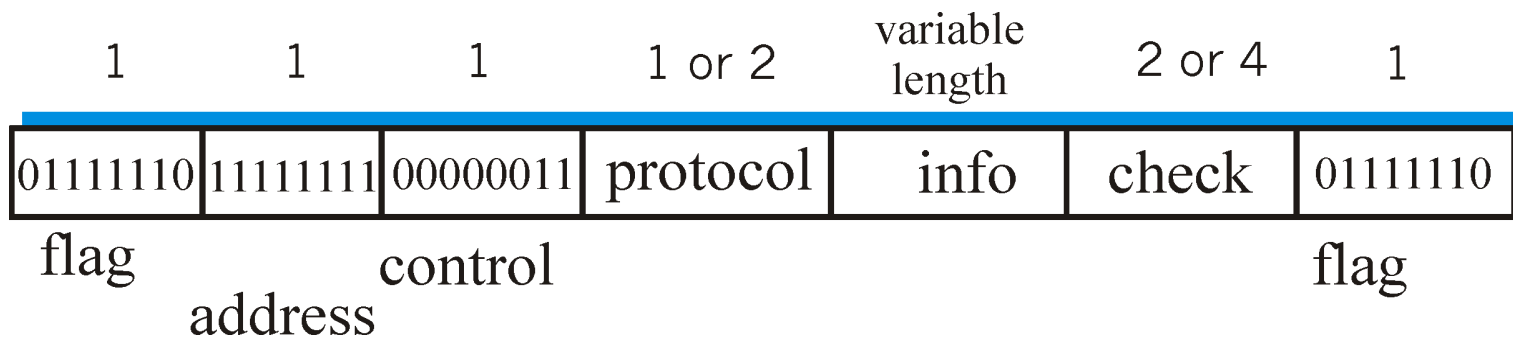 1 1 1 1 or 2 variable length 2 or 4 1
01111110 11111111 00000011 protocol info check 01111110
flag address control flag